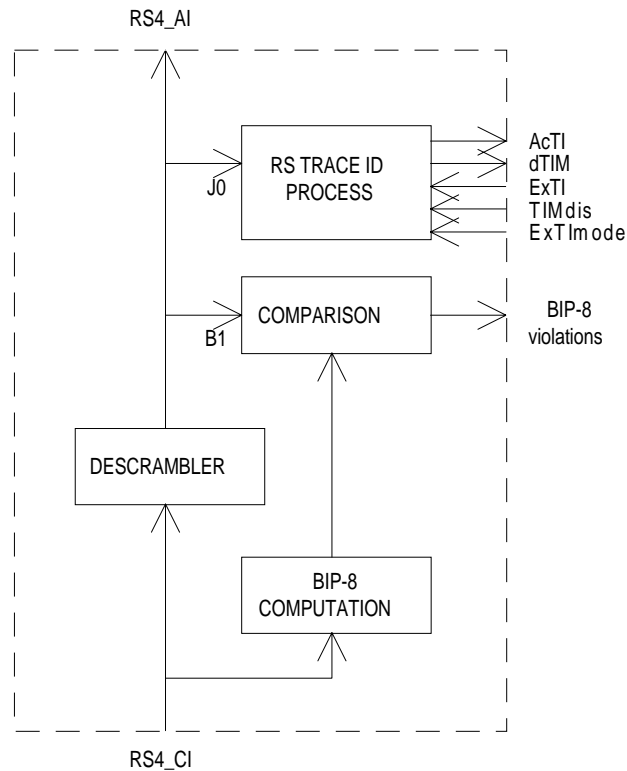 RS4_AI
RS TRACE ID
PROCESS
J0
AcTI
dTIM
ExTI
TIMdis
ExTImode
COMPARISON
B1
BIP-8
violations
DESCRAMBLER
BIP-8
COMPUTATION
RS4_CI